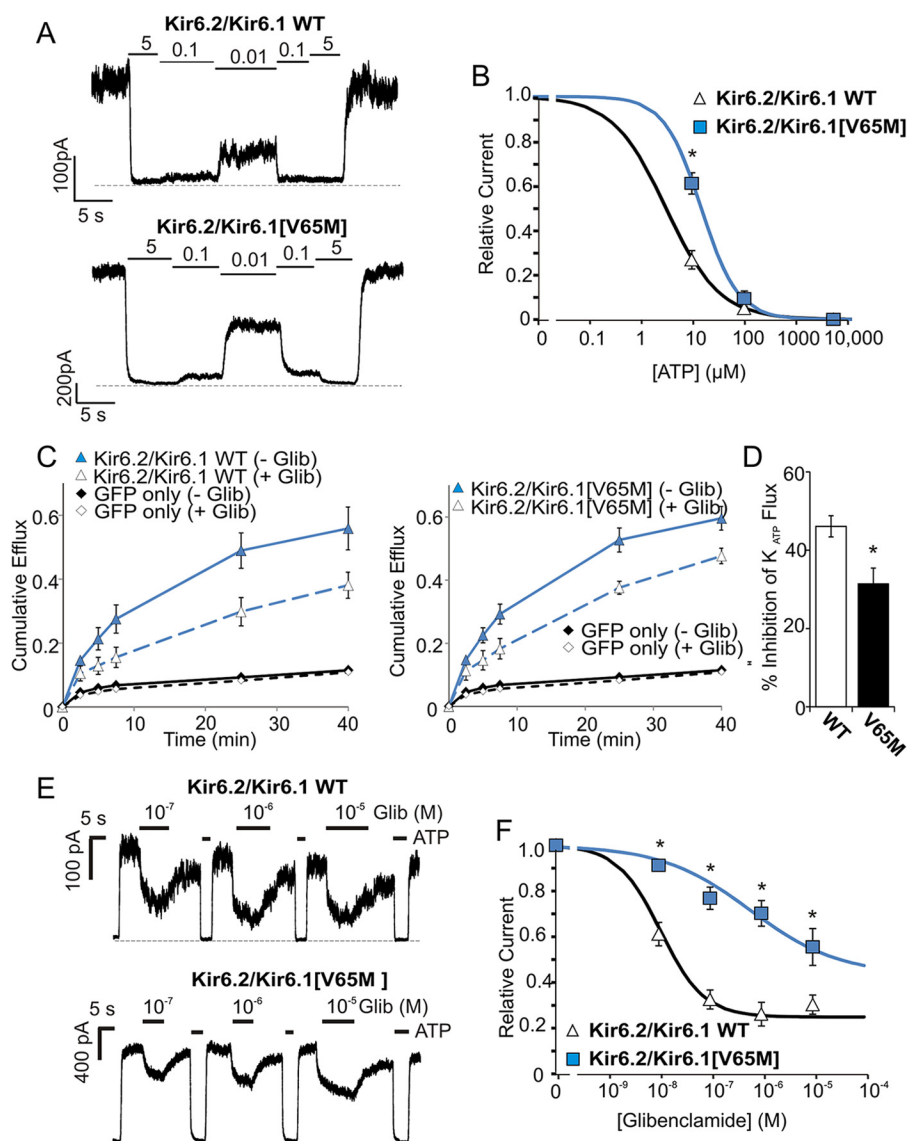 A
Kir6.2/Kir6.1 WT
5 0.1 0.01 0.1 5
100pA
5 s
Kir6.2/Kir6.1[V65M]
5 0.1 0.01 0.1 5
200pA
5 s
B
Kir6.2/Kir6.1 WT
Kir6.2/Kir6.1[V65M]
*
Relative Current
1.0
0.8
0.6
0.4
0.2
0
0 0.1 1 10 100 1000 10,000
[ATP] (µM)
C
Kir6.2/Kir6.1 WT (- Glib)
Kir6.2/Kir6.1 WT (+ Glib)
GFP only (- Glib)
GFP only (+ Glib)
Cumulative Efflux
0.6
0.4
0.2
0
0 10 20 30 40
Time (min)
Kir6.2/Kir6.1[V65M] (- Glib)
Kir6.2/Kir6.1[V65M] (+ Glib)
GFP only (- Glib)
GFP only (+ Glib)
Cumulative Efflux
0.6
0.4
0.2
0
0 10 20 30 40
Time (min)
D
% Inhibition of K ATP Flux
60
40
20
0
*
WT V65M
E
Kir6.2/Kir6.1 WT
5 s 10-7 10-6 10-5 Glib (M)
ATP
100 pA
Kir6.2/Kir6.1[V65M ]
5 s 10-7 10-6 10-5 Glib (M)
ATP
400 pA
F
* * * *
Relative Current
1.0
0.8
0.6
0.4
0.2
0
Kir6.2/Kir6.1 WT
Kir6.2/Kir6.1[V65M]
0 10-9 10-8 10-7 10-6 10-5 10-4
[Glibenclamide] (M)